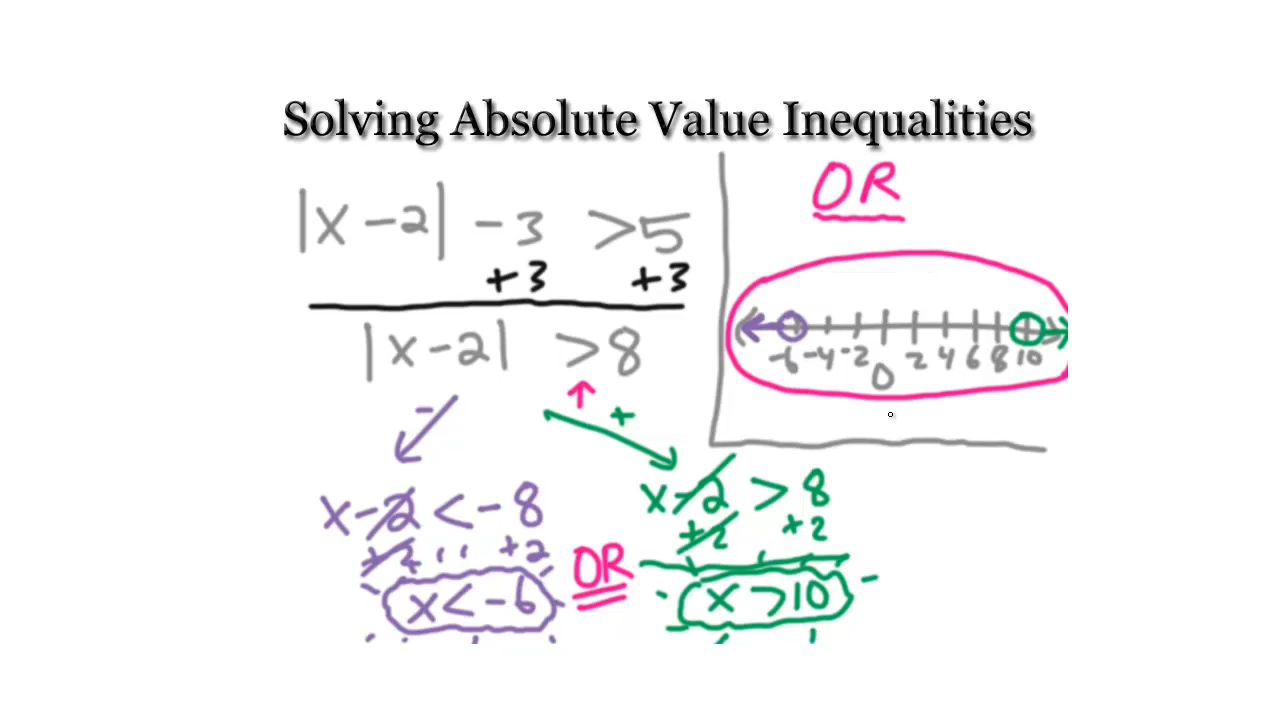 Solving Absolute Value Inequalities
|x - 2| - 3 > 5
+3 +3
|x - 2| > 8
- +
x - 2 < - 8
+2 +2
x < -6
OR
x - 2 > 8
+2 +2
x > 10
OR
-6 -4 -2 0 2 4 6 8 10